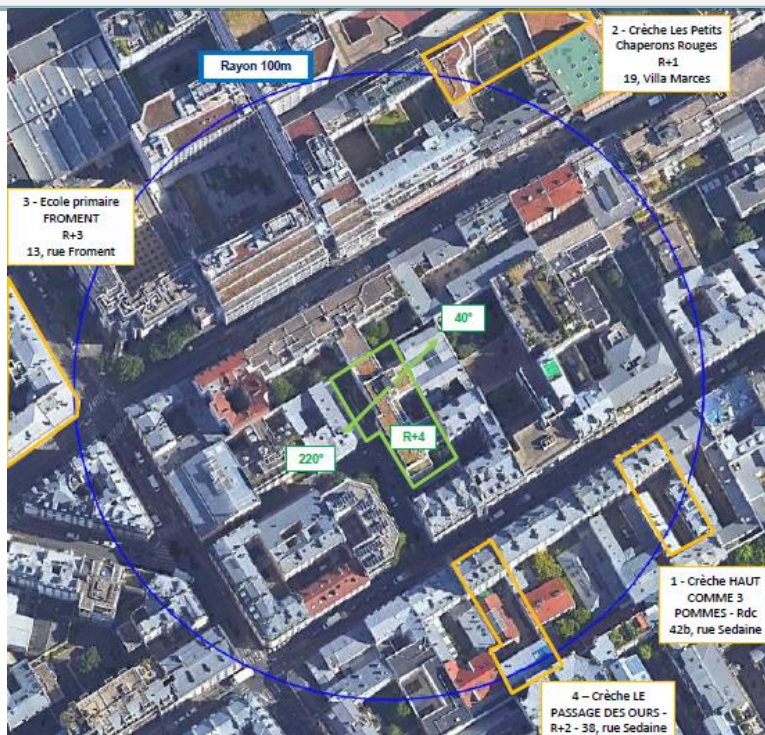 Rayon 100m
2 - Crèche Les Petits
Chaperons Rouges
R+1
19, Villa Marces
3 - Ecole primaire
FROMENT
R+3
13, rue Froment
40°
R+4
220°
1 - Crèche HAUT
COMME 3
POMMES - Rdc
42b, rue Sedaine
4 – Crèche LE
PASSAGE DES OURS -
R+2 - 38, rue Sedaine